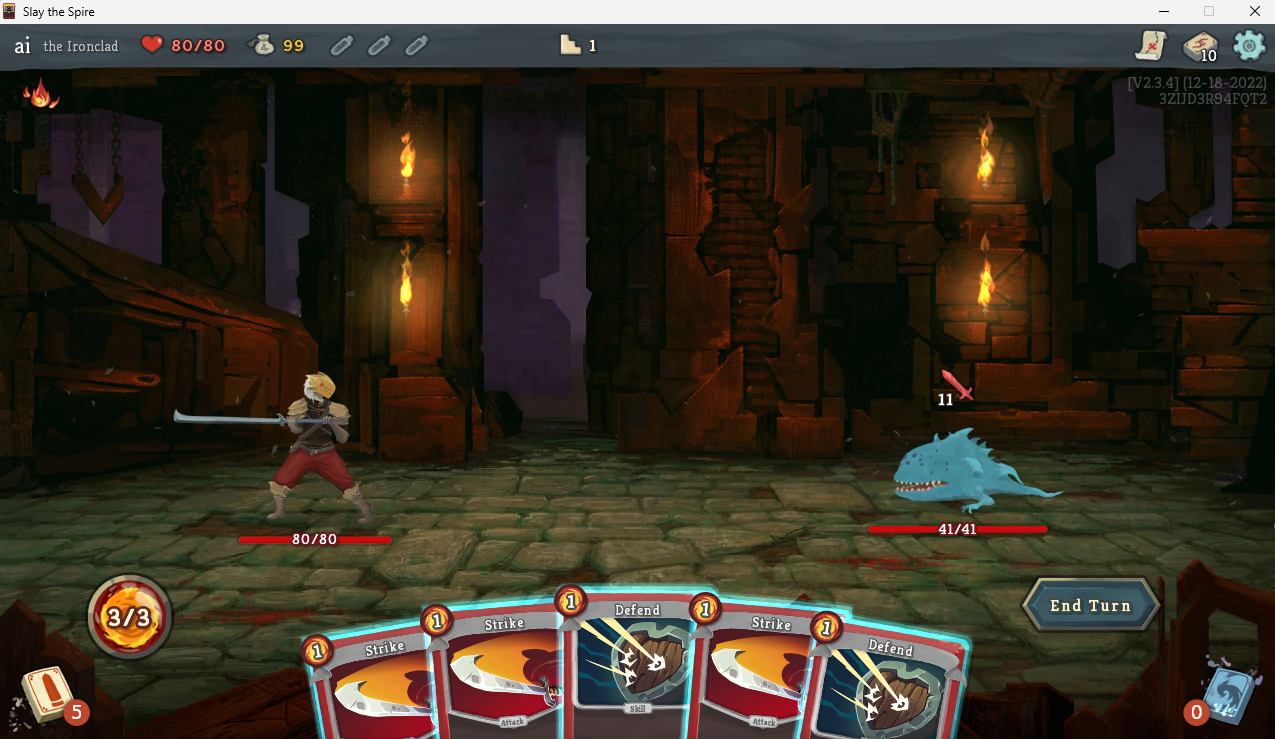 Slay the Spire
ai the Ironclad 80/80 99 1 10
[V2.3.4] (12-18-2022)
3ZIJD3R94FQT2
11
80/80
41/41
3/3
1 Strike
1 Strike
Attack
1 Defend
Skill
1 Strike
Attack
1 Defend
End Turn
5
0